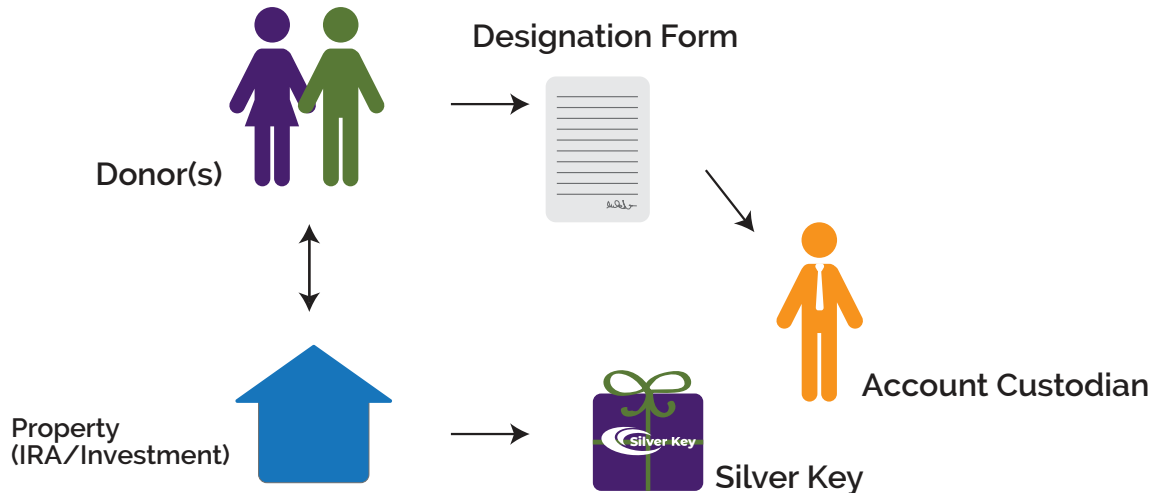 Designation Form
Donor(s)
Account Custodian
Property
(IRA/Investment)
Silver Key
Silver Key